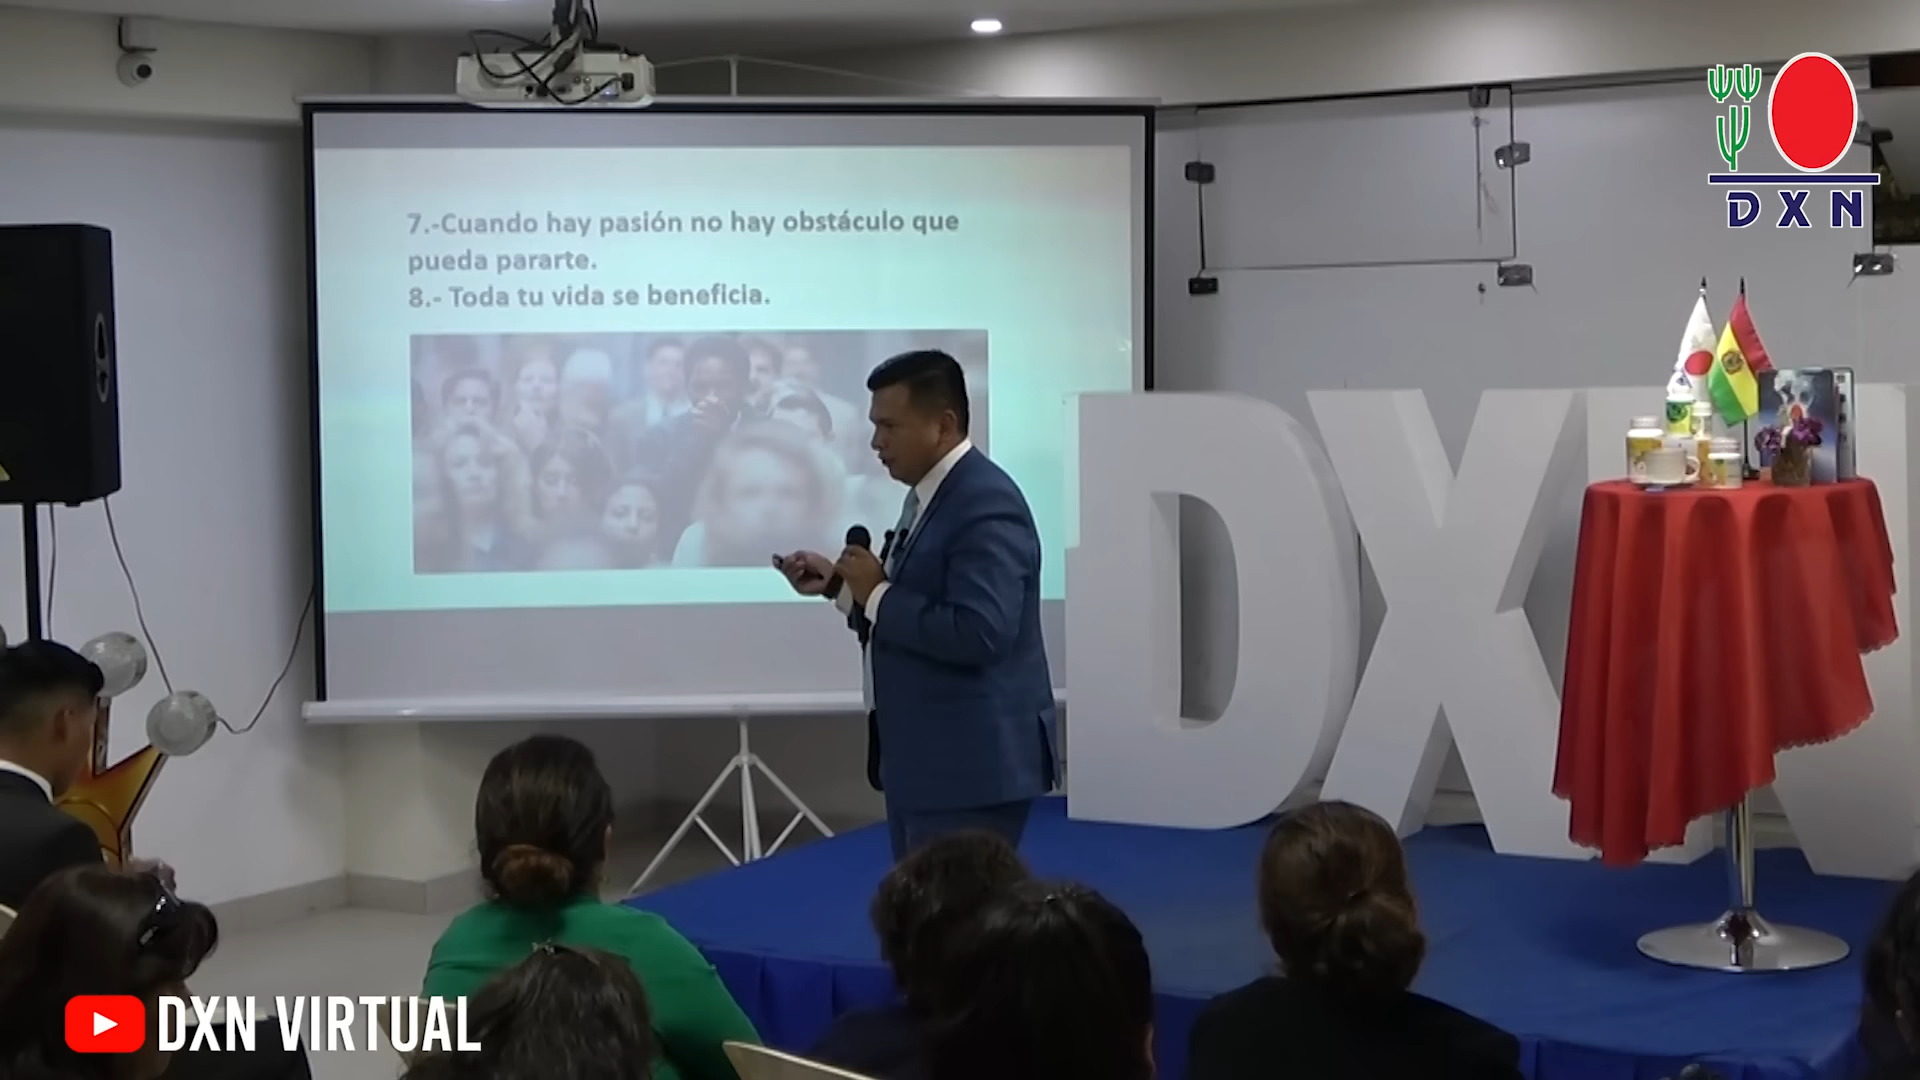 7.-Cuando hay pasión no hay obstáculo que
pueda pararte.
8.- Toda tu vida se beneficia.
DXN
DXN
DXN VIRTUAL